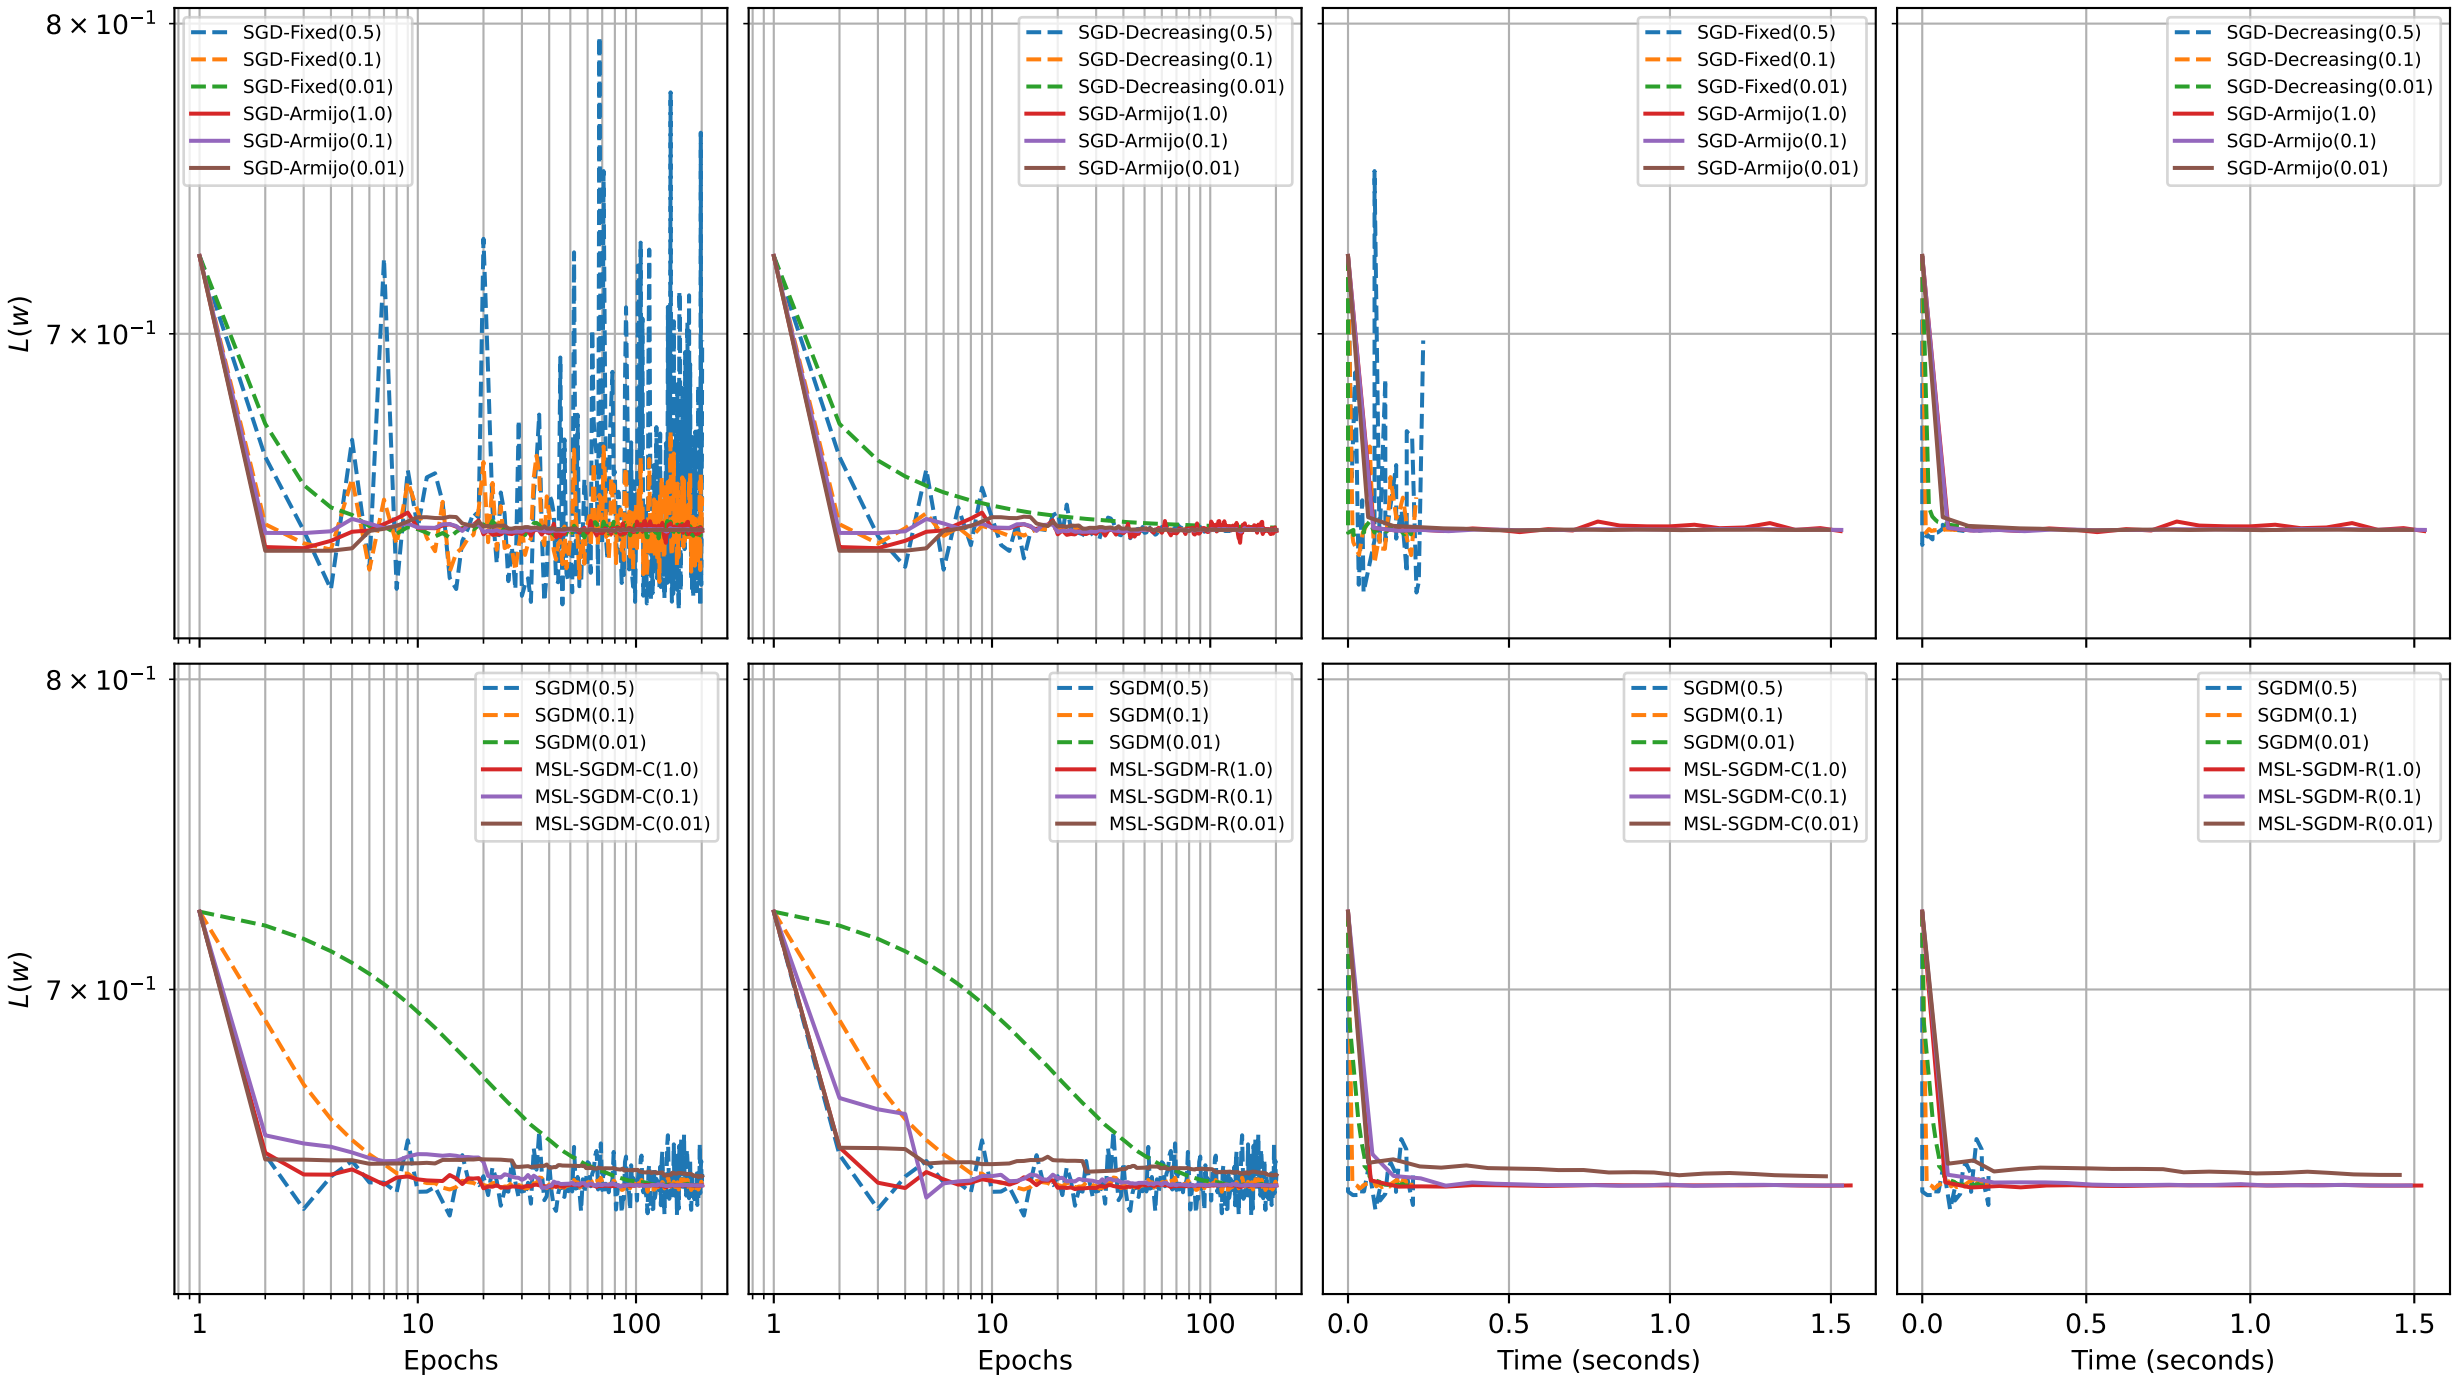 8 × 10⁻¹
7 × 10⁻¹
L(w)
SGD-Fixed(0.5)
SGD-Fixed(0.1)
SGD-Fixed(0.01)
SGD-Armijo(1.0)
SGD-Armijo(0.1)
SGD-Armijo(0.01)
SGD-Decreasing(0.5)
SGD-Decreasing(0.1)
SGD-Decreasing(0.01)
SGD-Armijo(1.0)
SGD-Armijo(0.1)
SGD-Armijo(0.01)
SGD-Fixed(0.5)
SGD-Fixed(0.1)
SGD-Fixed(0.01)
SGD-Armijo(1.0)
SGD-Armijo(0.1)
SGD-Armijo(0.01)
SGD-Decreasing(0.5)
SGD-Decreasing(0.1)
SGD-Decreasing(0.01)
SGD-Armijo(1.0)
SGD-Armijo(0.1)
SGD-Armijo(0.01)
8 × 10⁻¹
7 × 10⁻¹
L(w)
SGDM(0.5)
SGDM(0.1)
SGDM(0.01)
MSL-SGDM-C(1.0)
MSL-SGDM-C(0.1)
MSL-SGDM-C(0.01)
1 10 100
Epochs
SGDM(0.5)
SGDM(0.1)
SGDM(0.01)
MSL-SGDM-R(1.0)
MSL-SGDM-R(0.1)
MSL-SGDM-R(0.01)
1 10 100
Epochs
SGDM(0.5)
SGDM(0.1)
SGDM(0.01)
MSL-SGDM-C(1.0)
MSL-SGDM-C(0.1)
MSL-SGDM-C(0.01)
0.0 0.5 1.0 1.5
Time (seconds)
SGDM(0.5)
SGDM(0.1)
SGDM(0.01)
MSL-SGDM-R(1.0)
MSL-SGDM-R(0.1)
MSL-SGDM-R(0.01)
0.0 0.5 1.0 1.5
Time (seconds)